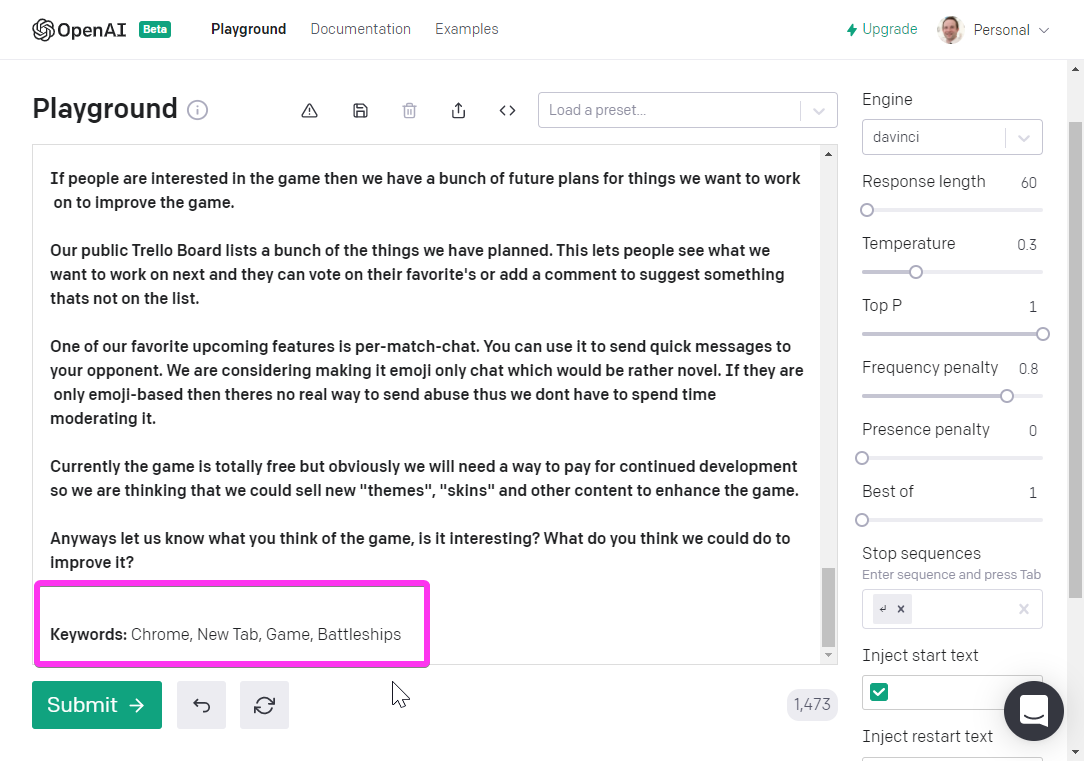 OpenAI Beta Playground Documentation Examples Upgrade Personal
Playground
Load a preset...
If people are interested in the game then we have a bunch of future plans for things we want to work
on to improve the game.
Our public Trello Board lists a bunch of the things we have planned. This lets people see what we
want to work on next and they can vote on their favorite's or add a comment to suggest something
thats not on the list.
One of our favorite upcoming features is per-match-chat. You can use it to send quick messages to
your opponent. We are considering making it emoji only chat which would be rather novel. If they are
only emoji-based then theres no real way to send abuse thus we dont have to spend time
moderating it.
Currently the game is totally free but obviously we will need a way to pay for continued development
so we are thinking that we could sell new "themes", "skins" and other content to enhance the game.
Anyways let us know what you think of the game, is it interesting? What do you think we could do to
improve it?
Keywords: Chrome, New Tab, Game, Battleships
Submit
1,473
Engine
davinci
Response length 60
Temperature 0.3
Top P 1
Frequency penalty 0.8
Presence penalty 0
Best of 1
Stop sequences
Enter sequence and press Tab
↵ ×
Inject start text
Inject restart text